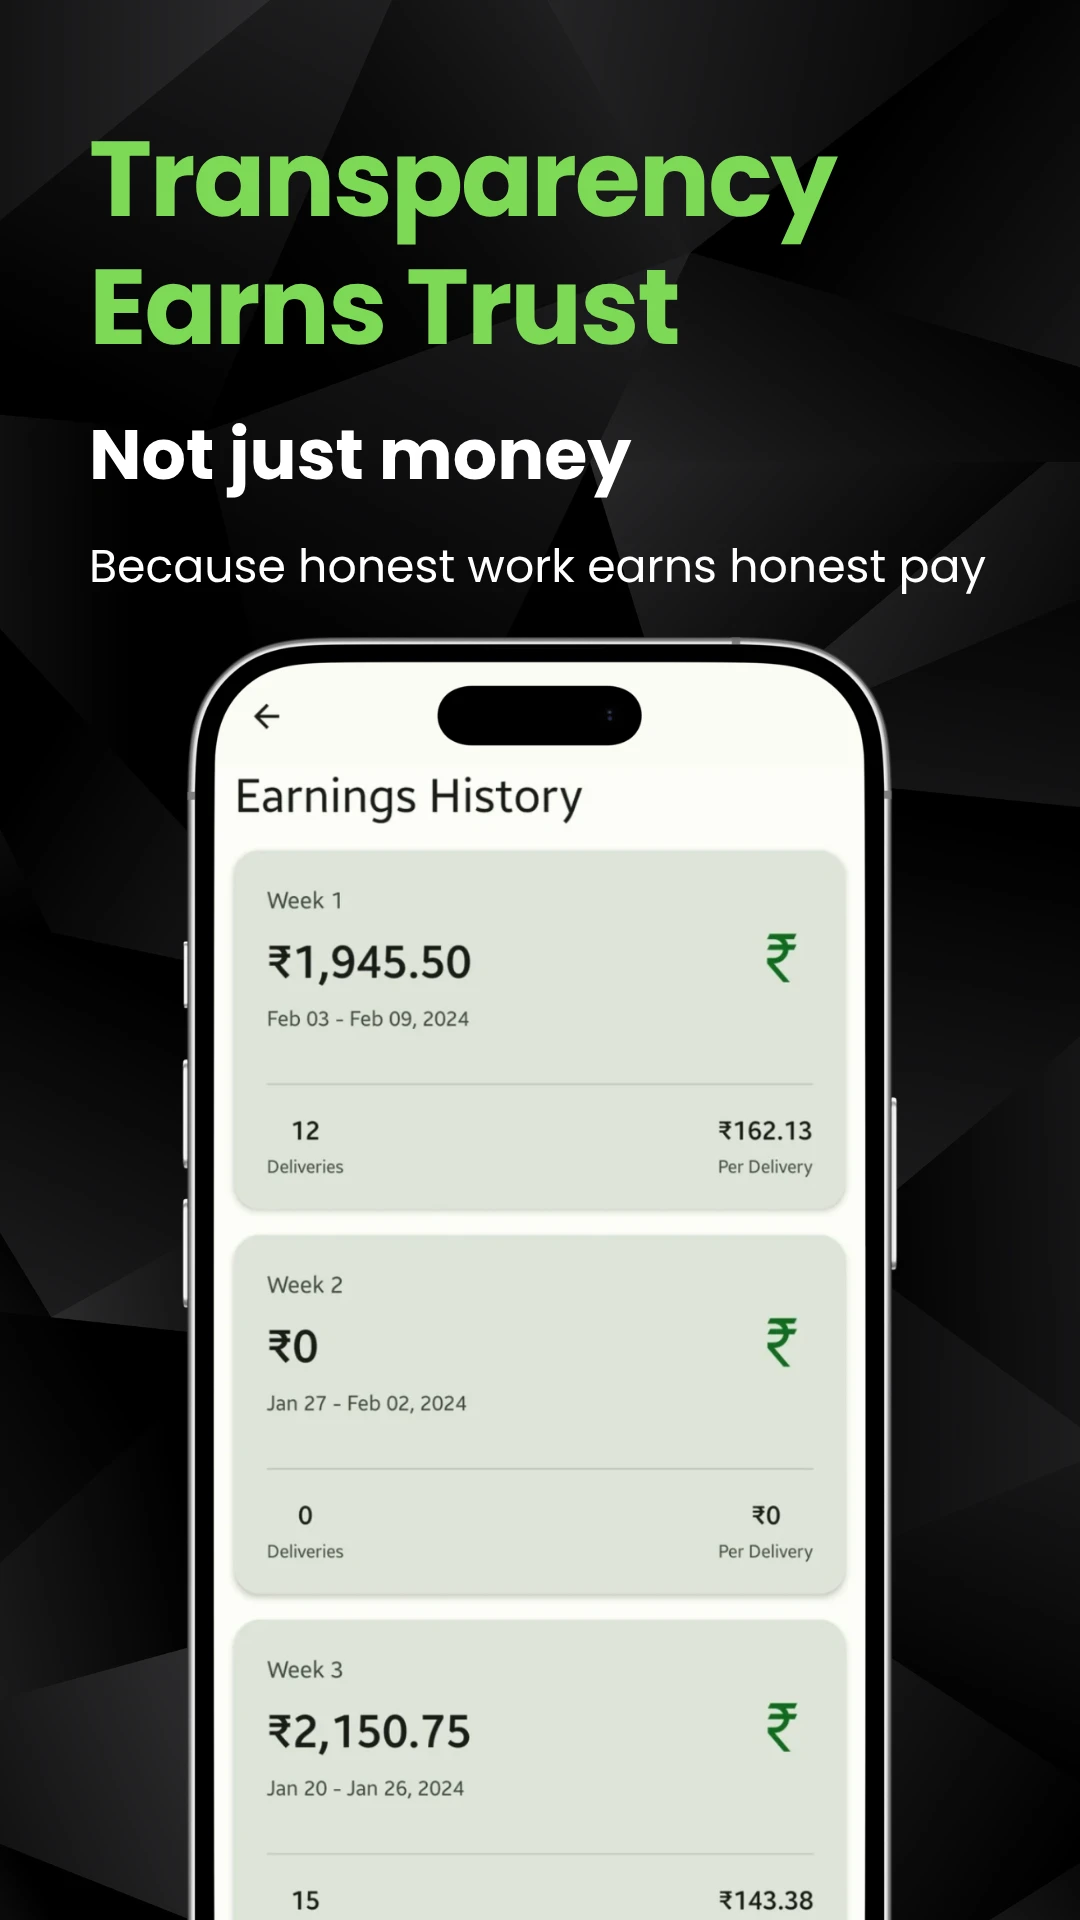 Transparency
Earns Trust
Not just money
Because honest work earns honest pay
Earnings History
Week 1
₹1,945.50
₹
Feb 03 - Feb 09, 2024
12
₹162.13
Deliveries
Per Delivery
Week 2
₹0
₹
Jan 27 - Feb 02, 2024
0
₹0
Deliveries
Per Delivery
Week 3
₹2,150.75
₹
Jan 20 - Jan 26, 2024
15
₹143.38